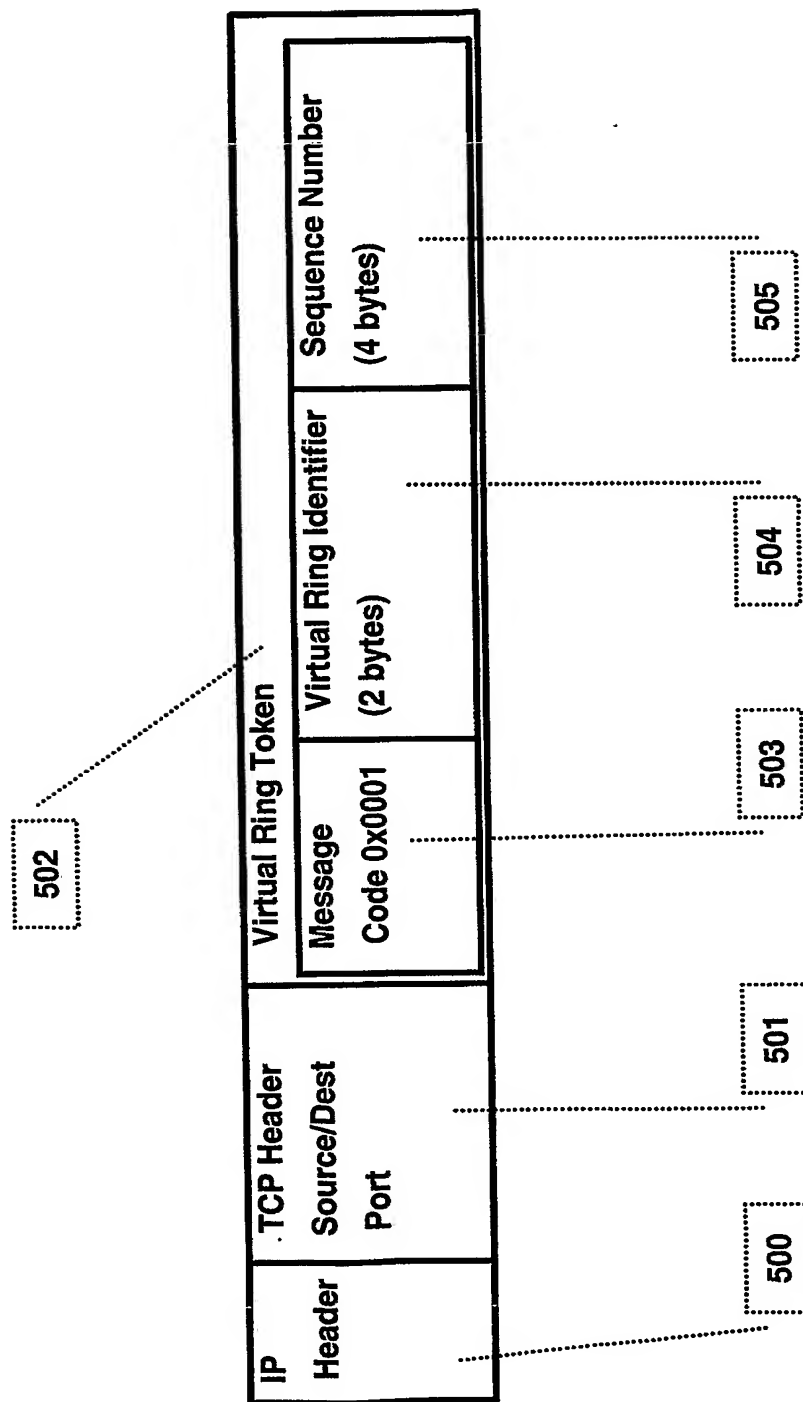 502
IP
Header
TCP Header
Source/Dest
Port
Virtual Ring Token
Message
Code 0x0001
Virtual Ring Identifier
(2 bytes)
Sequence Number
(4 bytes)
500
501
503
504
505